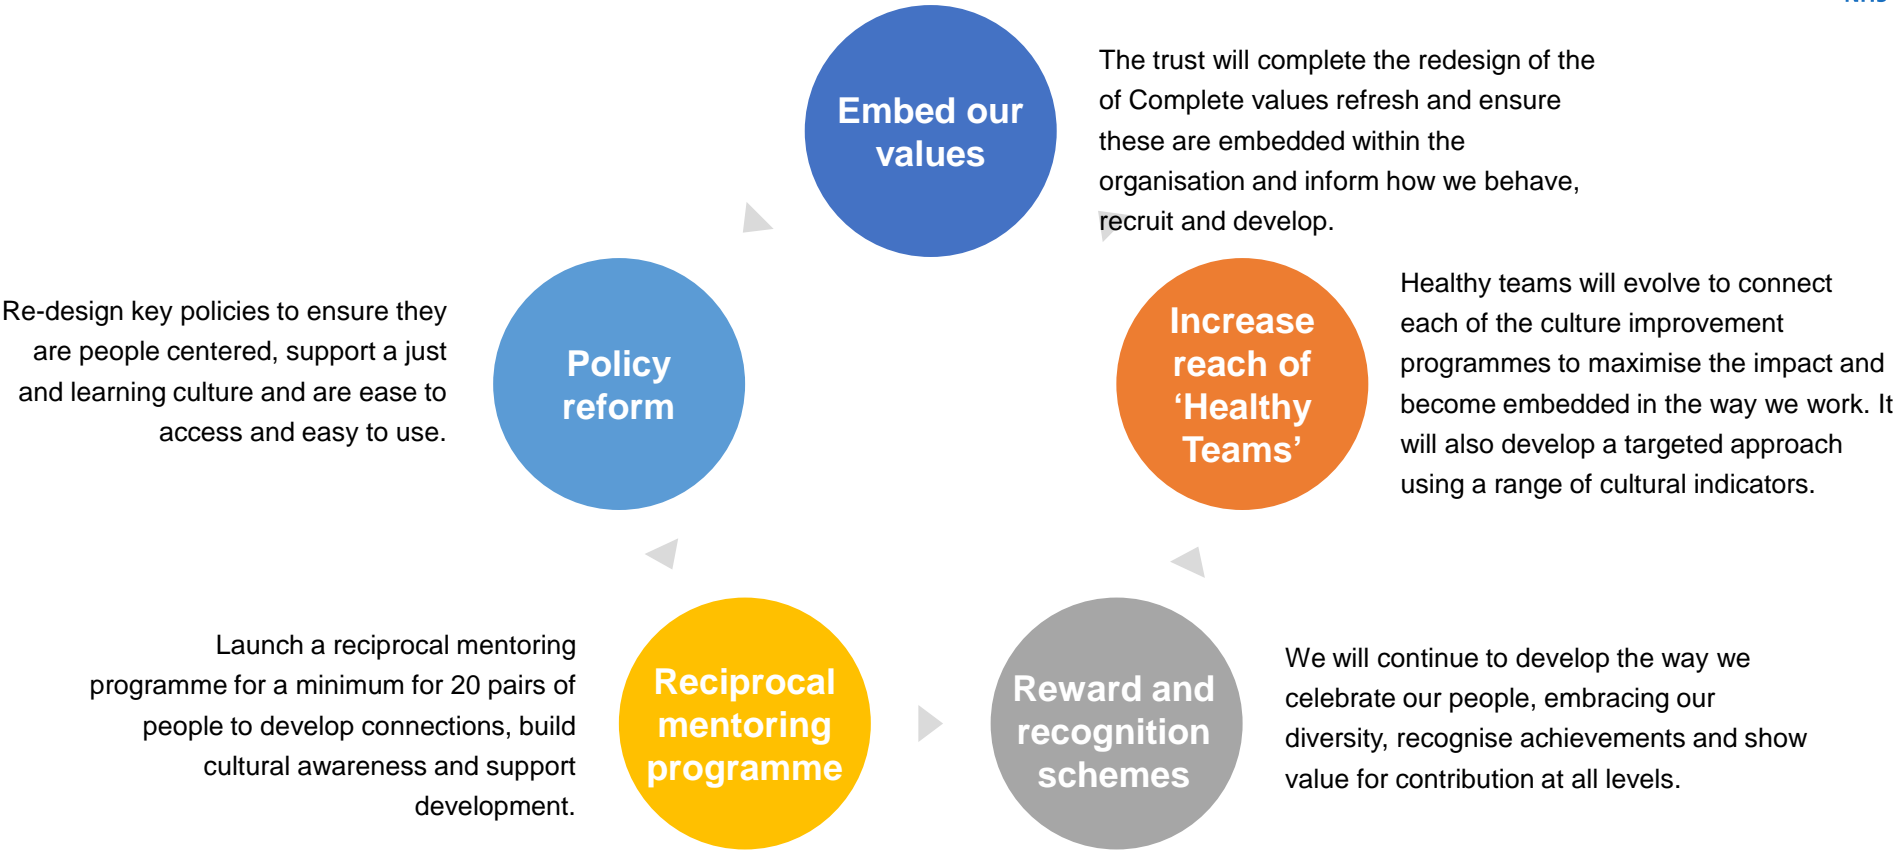 Embed our
values
The trust will complete the redesign of the
of Complete values refresh and ensure
these are embedded within the
organisation and inform how we behave,
recruit and develop.
Increase
reach of
‘Healthy
Teams’
Healthy teams will evolve to connect
each of the culture improvement
programmes to maximise the impact and
become embedded in the way we work. It
will also develop a targeted approach
using a range of cultural indicators.
Reward and
recognition
schemes
We will continue to develop the way we
celebrate our people, embracing our
diversity, recognise achievements and show
value for contribution at all levels.
Reciprocal
mentoring
programme
Launch a reciprocal mentoring
programme for a minimum for 20 pairs of
people to develop connections, build
cultural awareness and support
development.
Policy
reform
Re-design key policies to ensure they
are people centered, support a just
and learning culture and are ease to
access and easy to use.